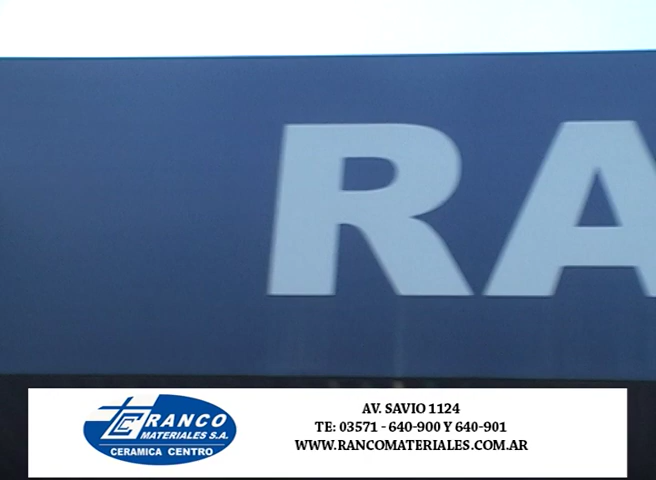 RA
RANCO
MATERIALES S.A.
CERAMICA CENTRO
AV. SAVIO 1124
TE: 03571 - 640-900 Y 640-901
WWW.RANCOMATERIALES.COM.AR